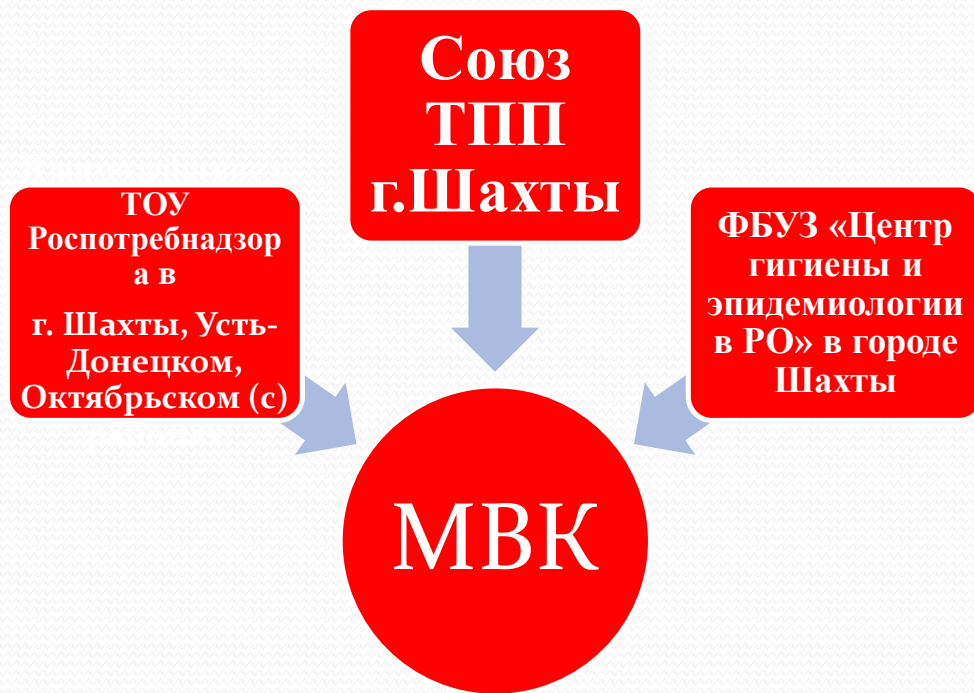 Союз
ТПП
г.Шахты
ТОУ
Роспотребнадзор
а в
г. Шахты, Усть-
Донецком,
Октябрьском (с)
ФБУЗ «Центр
гигиены и
эпидемиологии
в РО» в городе
Шахты
МВК